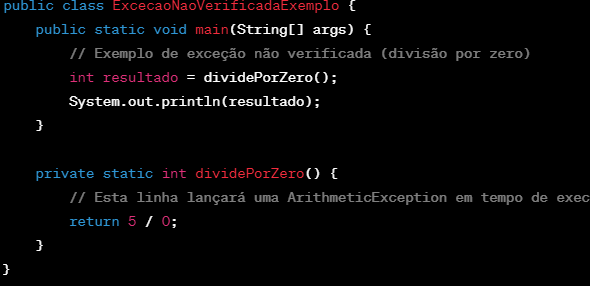 public class ExcecaoNaoVerificadaExemplo {
    public static void main(String[] args) {
        // Exemplo de exceção não verificada (divisão por zero)
        int resultado = dividePorZero();
        System.out.println(resultado);
    }

    private static int dividePorZero() {
        // Esta linha lançará uma ArithmeticException em tempo de exec
        return 5 / 0;
    }
}